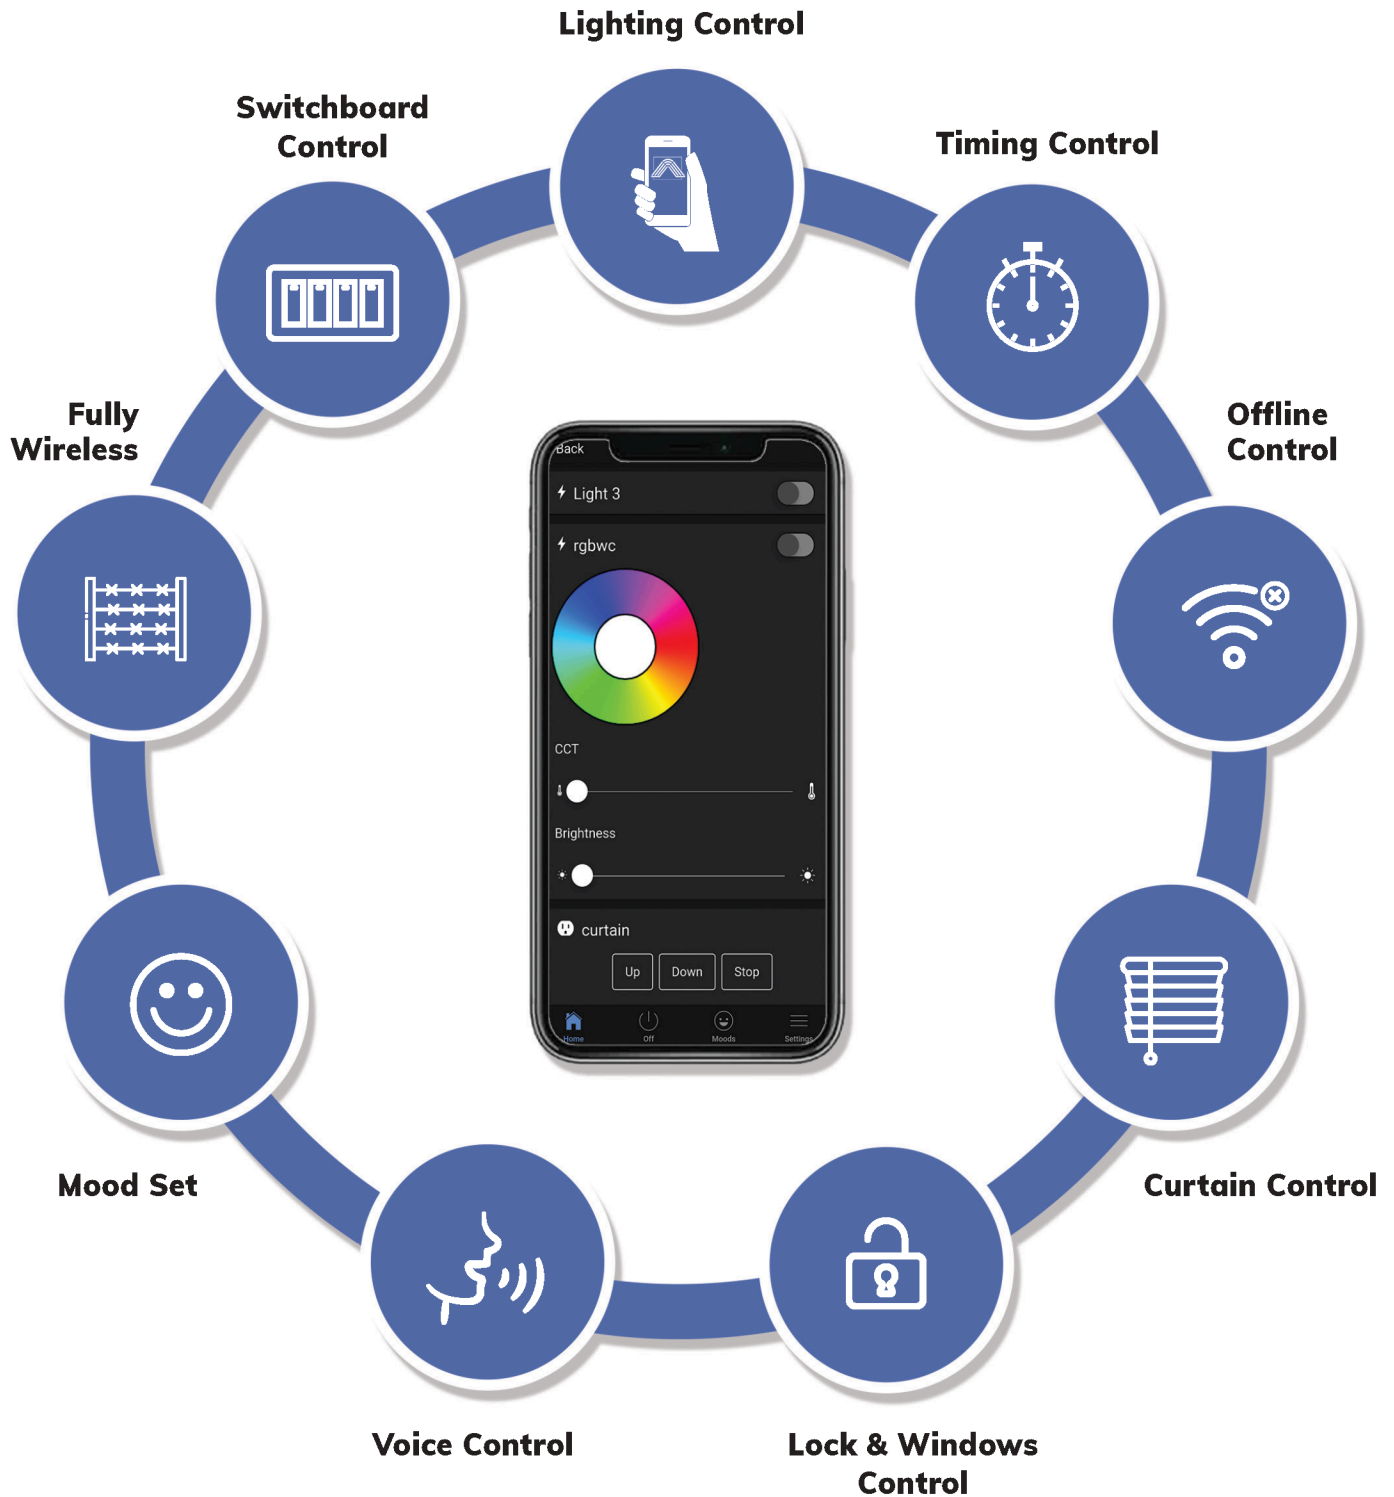 Lighting Control
Switchboard
Control
Timing Control
Fully
Wireless
Offline
Control
Back
Light 3
rgbwc
CCT
Brightness
curtain
Up Down Stop
Home Off Moods Settings
Mood Set
Curtain Control
Voice Control
Lock & Windows
Control